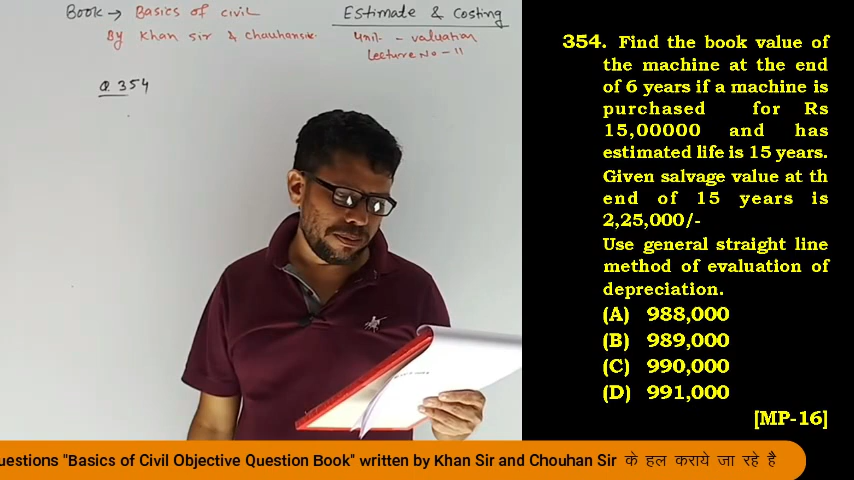 Book → Basics of civil
By Khan sir & chauhansir
Estimate & Costing
Unit - valuation
Lecture No - 11
Q 354
354. Find the book value of
the machine at the end
of 6 years if a machine is
purchased for Rs
15,00000 and has
estimated life is 15 years.
Given salvage value at th
end of 15 years is
2,25,000/-
Use general straight line
method of evaluation of
depreciation.
(A) 988,000
(B) 989,000
(C) 990,000
(D) 991,000
[MP-16]
uestions "Basics of Civil Objective Question Book" written by Khan Sir and Chouhan Sir के हल कराये जा रहे है